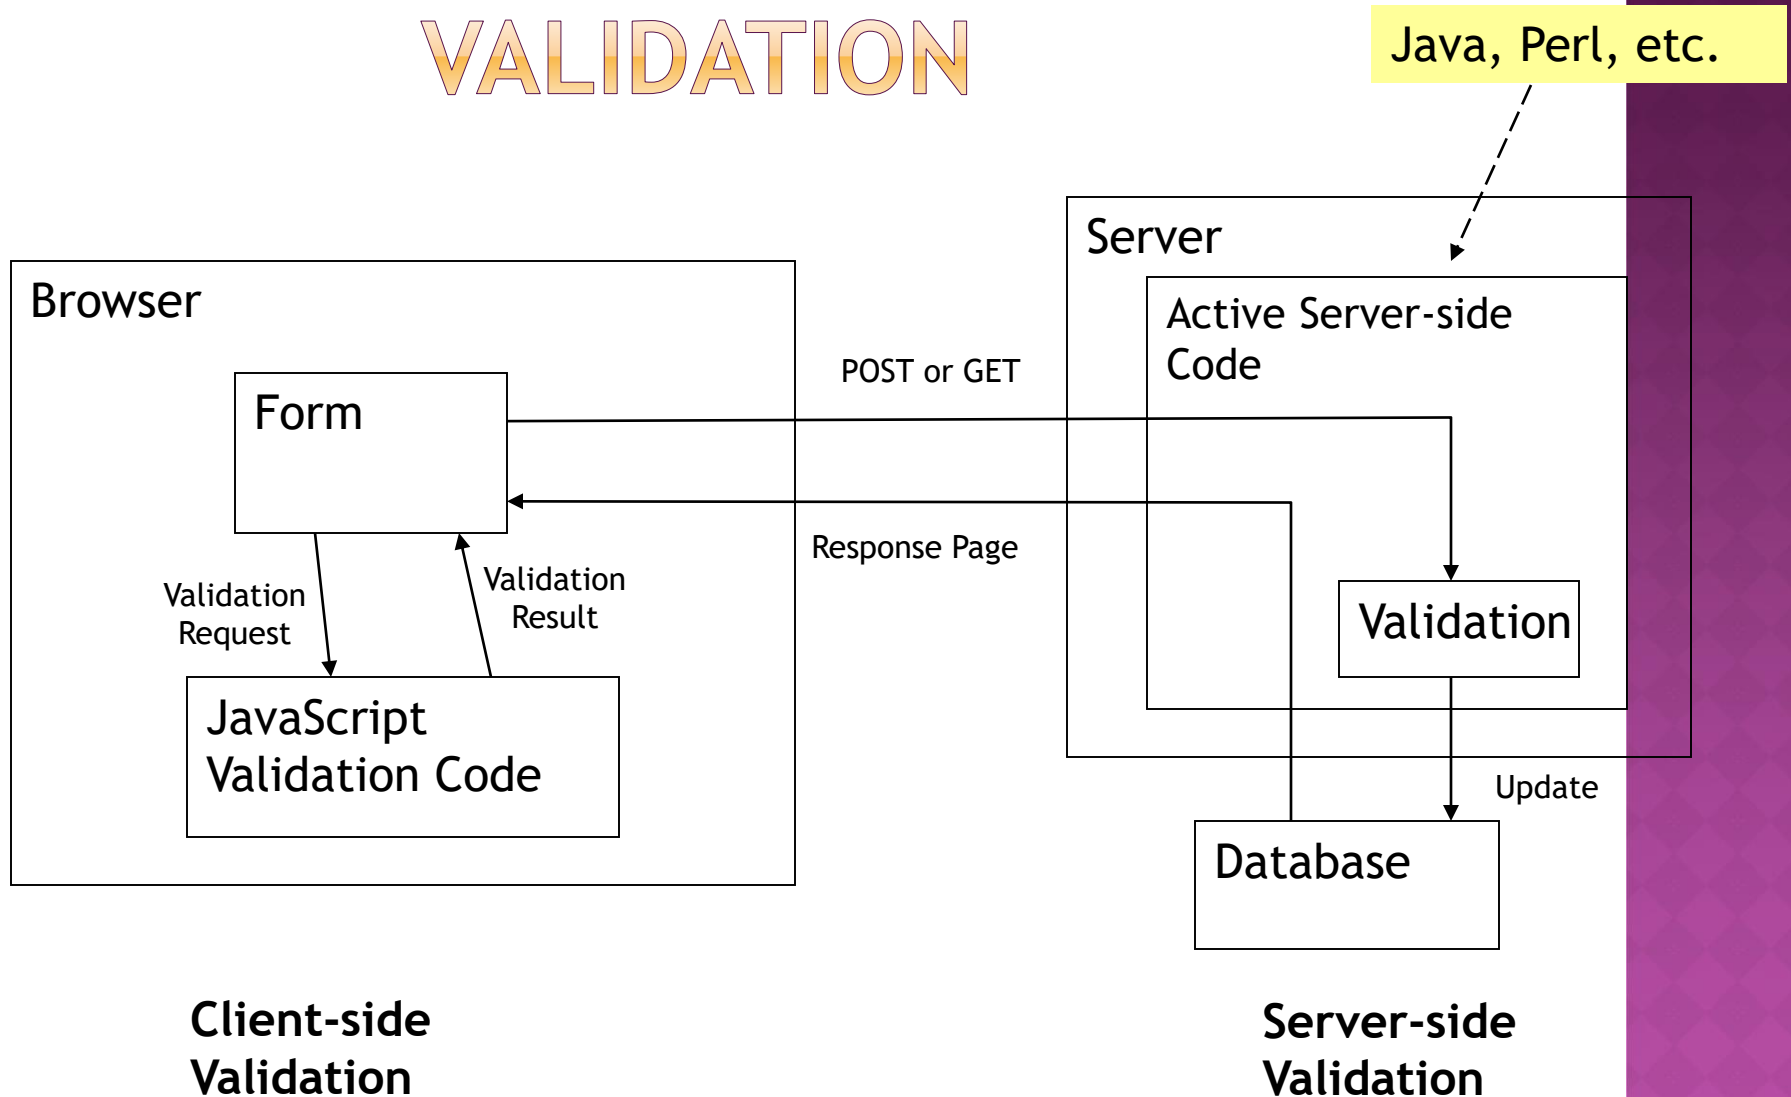 VALIDATION
Java, Perl, etc.
Server
Browser
Active Server-side
Code
POST or GET
Form
Response Page
Validation
Request
Validation
Result
Validation
JavaScript
Validation Code
Update
Database
Client-side
Validation
Server-side
Validation